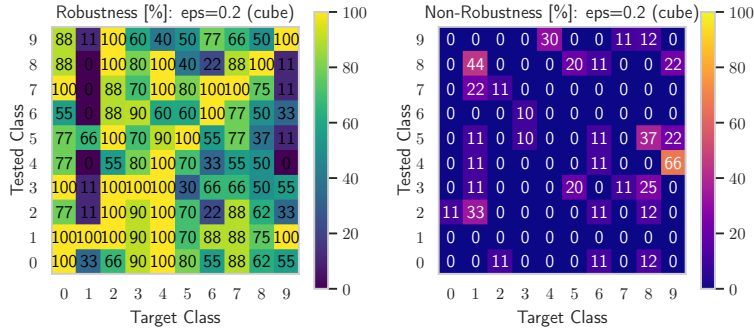 Robustness [%]: eps=0.2 (cube)
9 88 11 100 60 40 50 77 66 50 100
8 88 0 100 80 100 40 22 88 100 11
7 100 0 88 70 100 80 100 100 75 11
6 55 0 88 90 60 60 100 77 50 33
5 77 66 100 70 90 100 55 77 37 11
4 77 0 55 80 100 70 33 55 50 0
3 100 11 100 100 100 30 66 66 50 55
2 77 11 100 90 100 70 22 88 62 33
1 100 100 100 90 100 70 88 88 75 100
0 100 33 66 90 100 80 55 88 62 55
0 1 2 3 4 5 6 7 8 9
Target Class
Tested Class
100
80
60
40
20
0
Non-Robustness [%]: eps=0.2 (cube)
9 0 0 0 0 30 0 0 11 12 0
8 0 44 0 0 0 20 11 0 0 22
7 0 22 11 0 0 0 0 0 0 0
6 0 0 0 10 0 0 0 0 0 0
5 0 11 0 10 0 0 11 0 37 22
4 0 11 0 0 0 0 11 0 0 66
3 0 11 0 0 0 20 0 11 25 0
2 11 33 0 0 0 0 11 0 12 0
1 0 0 0 0 0 0 0 0 0 0
0 0 0 11 0 0 0 11 0 12 0
0 1 2 3 4 5 6 7 8 9
Target Class
Tested Class
100
80
60
40
20
0